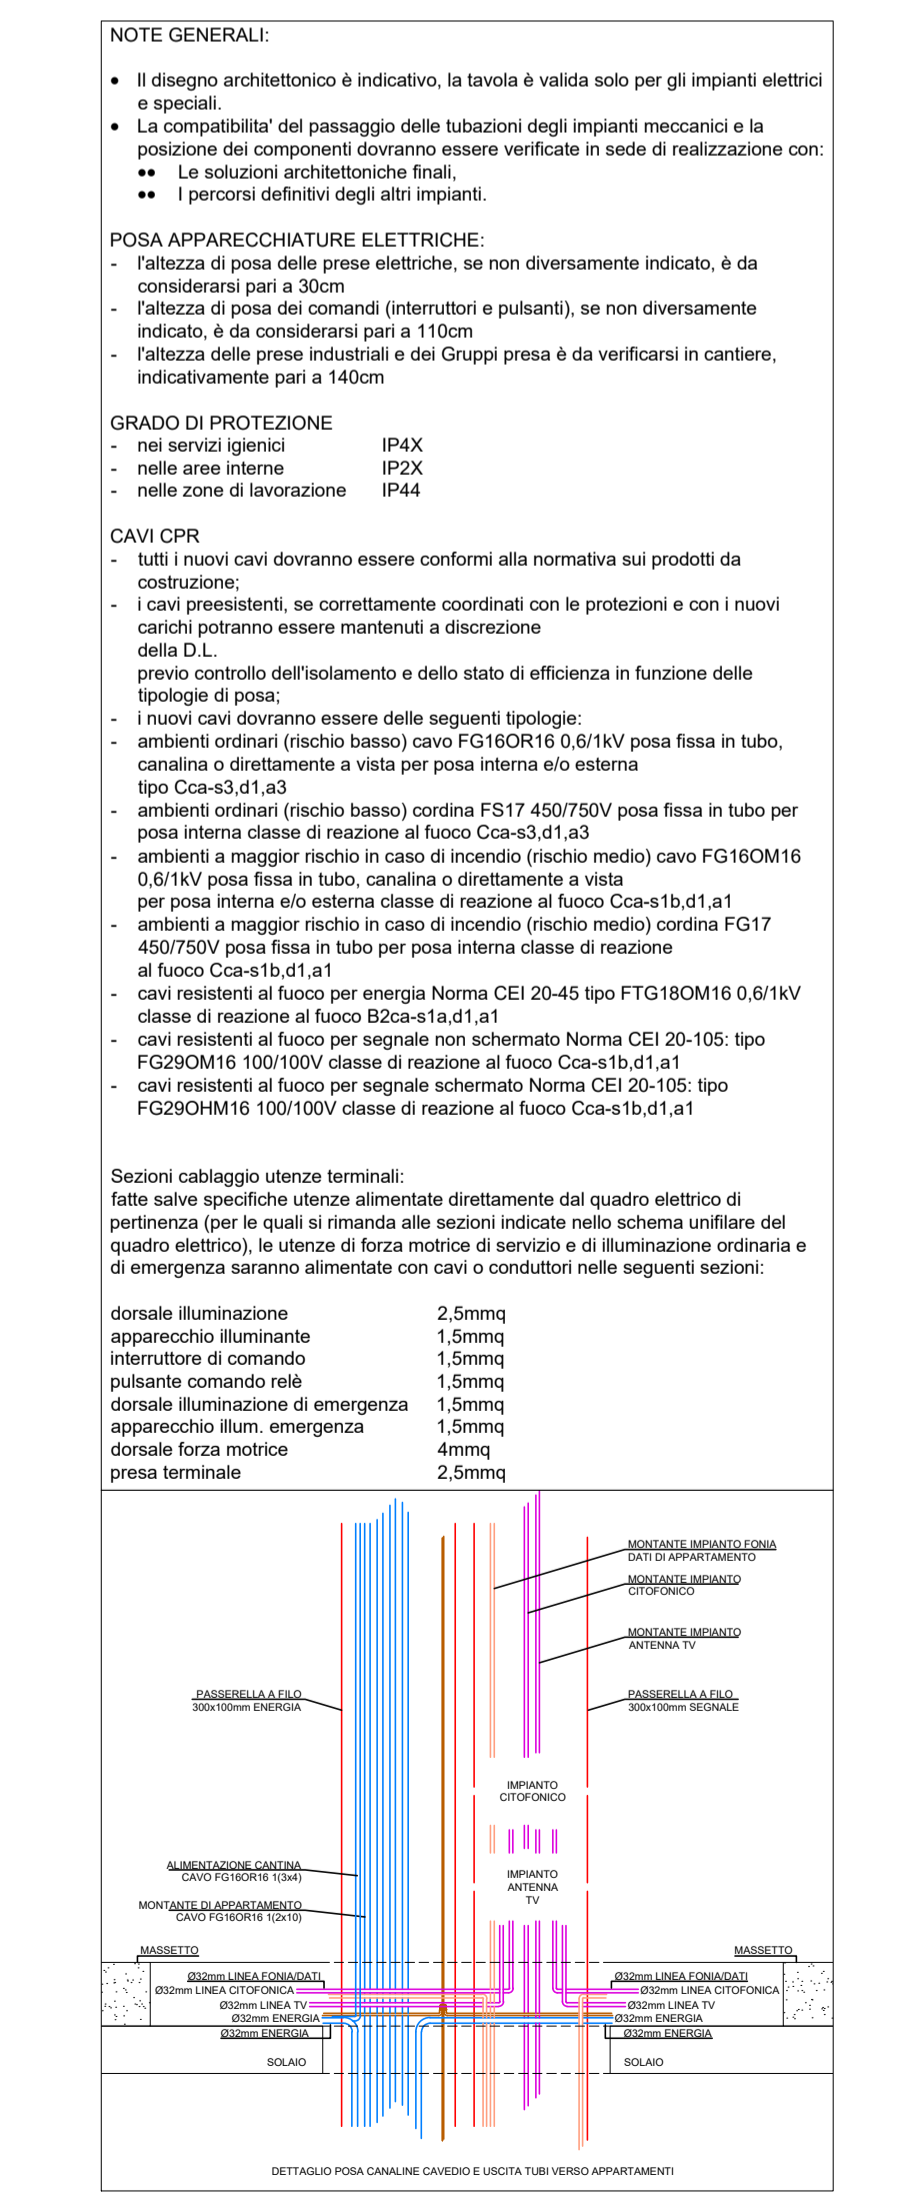 NOTE GENERALI:
● Il disegno architettonico è indicativo, la tavola è valida solo per gli impianti elettrici
e speciali.
● La compatibilita' del passaggio delle tubazioni degli impianti meccanici e la
posizione dei componenti dovranno essere verificate in sede di realizzazione con:
●● Le soluzioni architettoniche finali,
●● I percorsi definitivi degli altri impianti.
POSA APPARECCHIATURE ELETTRICHE:
- l'altezza di posa delle prese elettriche, se non diversamente indicato, è da
considerarsi pari a 30cm
- l'altezza di posa dei comandi (interruttori e pulsanti), se non diversamente
indicato, è da considerarsi pari a 110cm
- l'altezza delle prese industriali e dei Gruppi presa è da verificarsi in cantiere,
indicativamente pari a 140cm
GRADO DI PROTEZIONE
- nei servizi igienici IP4X
- nelle aree interne IP2X
- nelle zone di lavorazione IP44
CAVI CPR
- tutti i nuovi cavi dovranno essere conformi alla normativa sui prodotti da
costruzione;
- i cavi preesistenti, se correttamente coordinati con le protezioni e con i nuovi
carichi potranno essere mantenuti a discrezione
della D.L.
previo controllo dell'isolamento e dello stato di efficienza in funzione delle
tipologie di posa;
- i nuovi cavi dovranno essere delle seguenti tipologie:
- ambienti ordinari (rischio basso) cavo FG16OR16 0,6/1kV posa fissa in tubo,
canalina o direttamente a vista per posa interna e/o esterna
tipo Cca-s3,d1,a3
- ambienti ordinari (rischio basso) cordina FS17 450/750V posa fissa in tubo per
posa interna classe di reazione al fuoco Cca-s3,d1,a3
- ambienti a maggior rischio in caso di incendio (rischio medio) cavo FG16OM16
0,6/1kV posa fissa in tubo, canalina o direttamente a vista
per posa interna e/o esterna classe di reazione al fuoco Cca-s1b,d1,a1
- ambienti a maggior rischio in caso di incendio (rischio medio) cordina FG17
450/750V posa fissa in tubo per posa interna classe di reazione
al fuoco Cca-s1b,d1,a1
- cavi resistenti al fuoco per energia Norma CEI 20-45 tipo FTG18OM16 0,6/1kV
classe di reazione al fuoco B2ca-s1a,d1,a1
- cavi resistenti al fuoco per segnale non schermato Norma CEI 20-105: tipo
FG29OM16 100/100V classe di reazione al fuoco Cca-s1b,d1,a1
- cavi resistenti al fuoco per segnale schermato Norma CEI 20-105: tipo
FG29OHM16 100/100V classe di reazione al fuoco Cca-s1b,d1,a1
Sezioni cablaggio utenze terminali:
fatte salve specifiche utenze alimentate direttamente dal quadro elettrico di
pertinenza (per le quali si rimanda alle sezioni indicate nello schema unifilare del
quadro elettrico), le utenze di forza motrice di servizio e di illuminazione ordinaria e
di emergenza saranno alimentate con cavi o conduttori nelle seguenti sezioni:
dorsale illuminazione 2,5mmq
apparecchio illuminante 1,5mmq
interruttore di comando 1,5mmq
pulsante comando relè 1,5mmq
dorsale illuminazione di emergenza 1,5mmq
apparecchio illum. emergenza 1,5mmq
dorsale forza motrice 4mmq
presa terminale 2,5mmq
MONTANTE IMPIANTO FONIA
DATI DI APPARTAMENTO
MONTANTE IMPIANTO
CITOFONICO
MONTANTE IMPIANTO
ANTENNA TV
PASSERELLA A FILO
300x100mm ENERGIA
PASSERELLA A FILO
300x100mm SEGNALE
IMPIANTO
CITOFONICO
ALIMENTAZIONE CANTINA
CAVO FG16OR16 1(3x4)
IMPIANTO
ANTENNA
TV
MONTANTE DI APPARTAMENTO
CAVO FG16OR16 1(2x10)
MASSETTO
MASSETTO
Ø32mm LINEA FONIA/DATI
Ø32mm LINEA CITOFONICA
Ø32mm LINEA TV
Ø32mm ENERGIA
Ø32mm ENERGIA
SOLAIO
Ø32mm LINEA FONIA/DATI
Ø32mm LINEA CITOFONICA
Ø32mm LINEA TV
Ø32mm ENERGIA
Ø32mm ENERGIA
SOLAIO
DETTAGLIO POSA CANALINE CAVEDIO E USCITA TUBI VERSO APPARTAMENTI